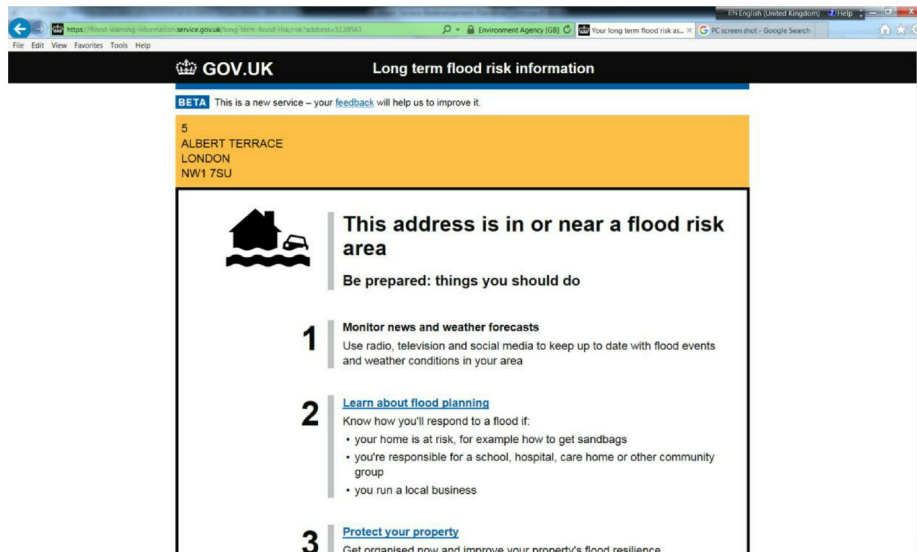 EN English (United Kingdom) Help
https://flood-warning-information.service.gov.uk/long-term-flood-risk/risk?address=5139583
Environment Agency [GB]
Your long term flood risk as...
PC screen shot - Google Search
File Edit View Favorites Tools Help
GOV.UK
Long term flood risk information
BETA This is a new service – your feedback will help us to improve it.
5
ALBERT TERRACE
LONDON
NW1 7SU
This address is in or near a flood risk
area
Be prepared: things you should do
1
Monitor news and weather forecasts
Use radio, television and social media to keep up to date with flood events
and weather conditions in your area
2
Learn about flood planning
Know how you'll respond to a flood if:
• your home is at risk, for example how to get sandbags
• you're responsible for a school, hospital, care home or other community
group
• you run a local business
3
Protect your property
Get organised now and improve your property's flood resilience